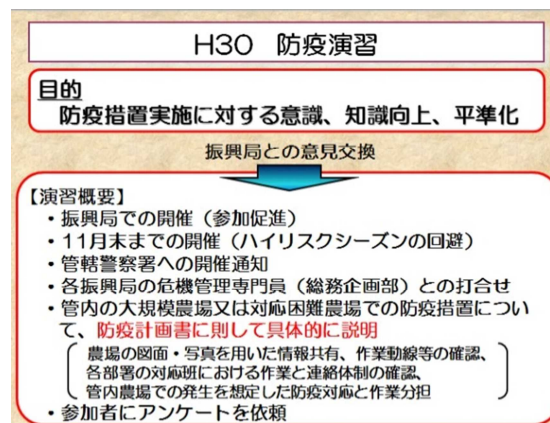 H30 防疫演習
目的
防疫措置実施に対する意識、知識向上、平準化
振興局との意見交換
【演習概要】
・振興局での開催（参加促進）
・11月末までの開催（ハイリスクシーズンの回避）
・管轄警察署への開催通知
・各振興局の危機管理専門員（総務企画部）との打合せ
・管内の大規模農場又は対応困難農場での防疫措置につい
て、防疫計画書に則して具体的に説明
農場の図面・写真を用いた情報共有、作業動線等の確認、
各部署の対応班における作業と連絡体制の確認、
管内農場での発生を想定した防疫対応と作業分担
・参加者にアンケートを依頼